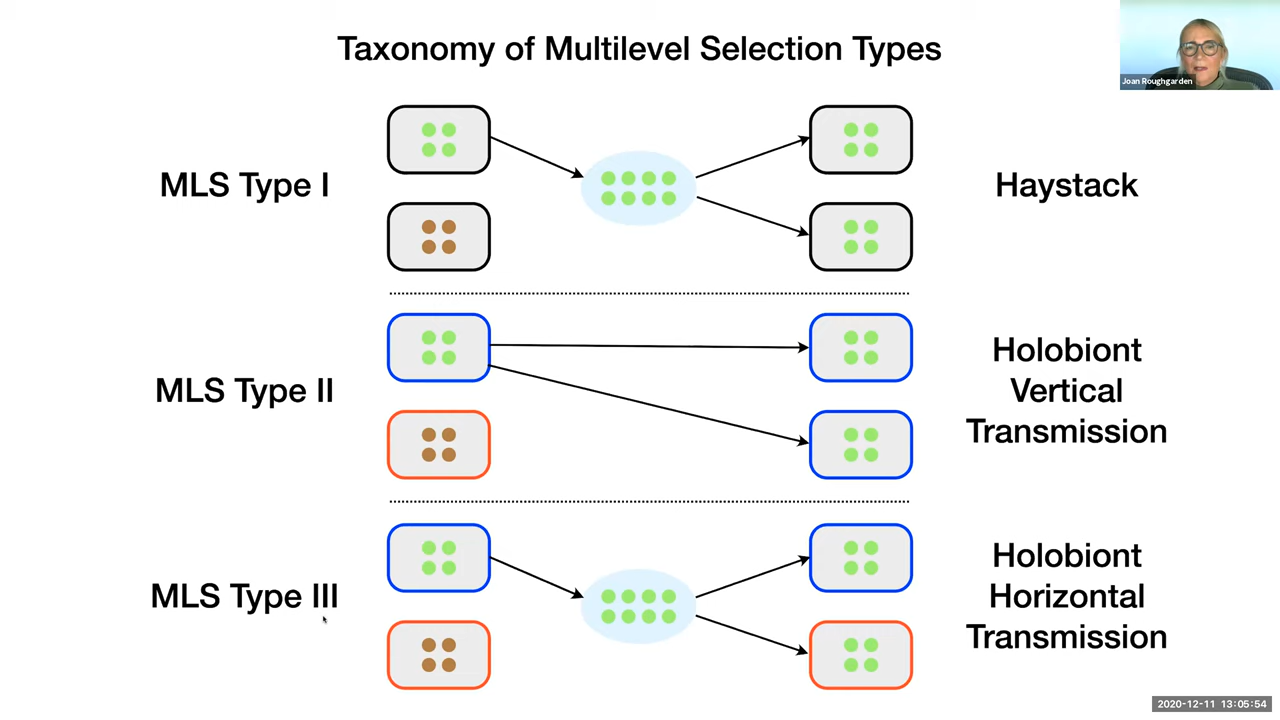 Taxonomy of Multilevel Selection Types
Joan Roughgarden
MLS Type I
Haystack
MLS Type II
Holobiont
Vertical
Transmission
MLS Type III
Holobiont
Horizontal
Transmission
2020-12-11 13:05:54